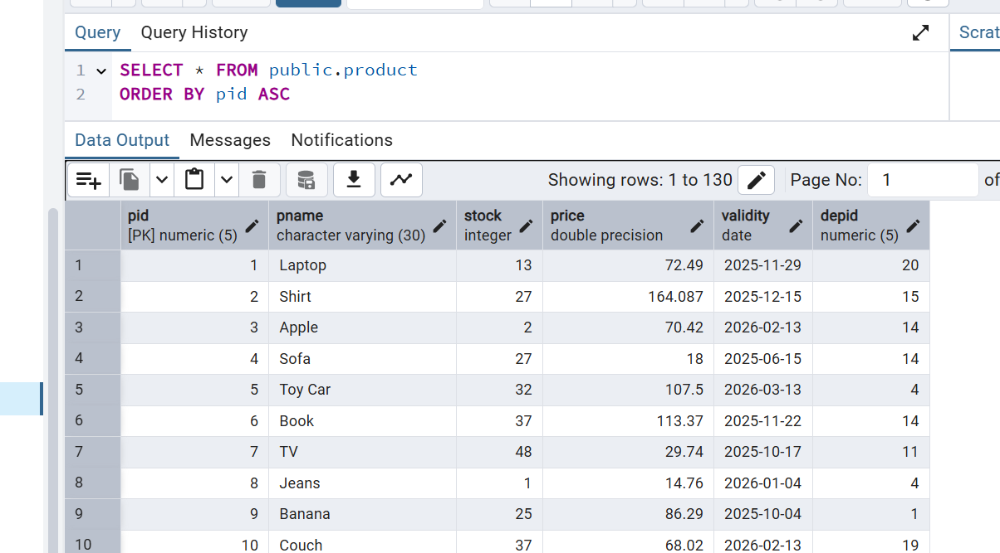 Query Query History Scrat
1 SELECT * FROM public.product
2 ORDER BY pid ASC
Data Output Messages Notifications
Showing rows: 1 to 130 Page No: 1 of
pid pname stock price validity depid
[PK] numeric (5) character varying (30) integer double precision date numeric (5)
1 1 Laptop 13 72.49 2025-11-29 20
2 2 Shirt 27 164.087 2025-12-15 15
3 3 Apple 2 70.42 2026-02-13 14
4 4 Sofa 27 18 2025-06-15 14
5 5 Toy Car 32 107.5 2026-03-13 4
6 6 Book 37 113.37 2025-11-22 14
7 7 TV 48 29.74 2025-10-17 11
8 8 Jeans 1 14.76 2026-01-04 4
9 9 Banana 25 86.29 2025-10-04 1
10 10 Couch 37 68.02 2026-02-13 19